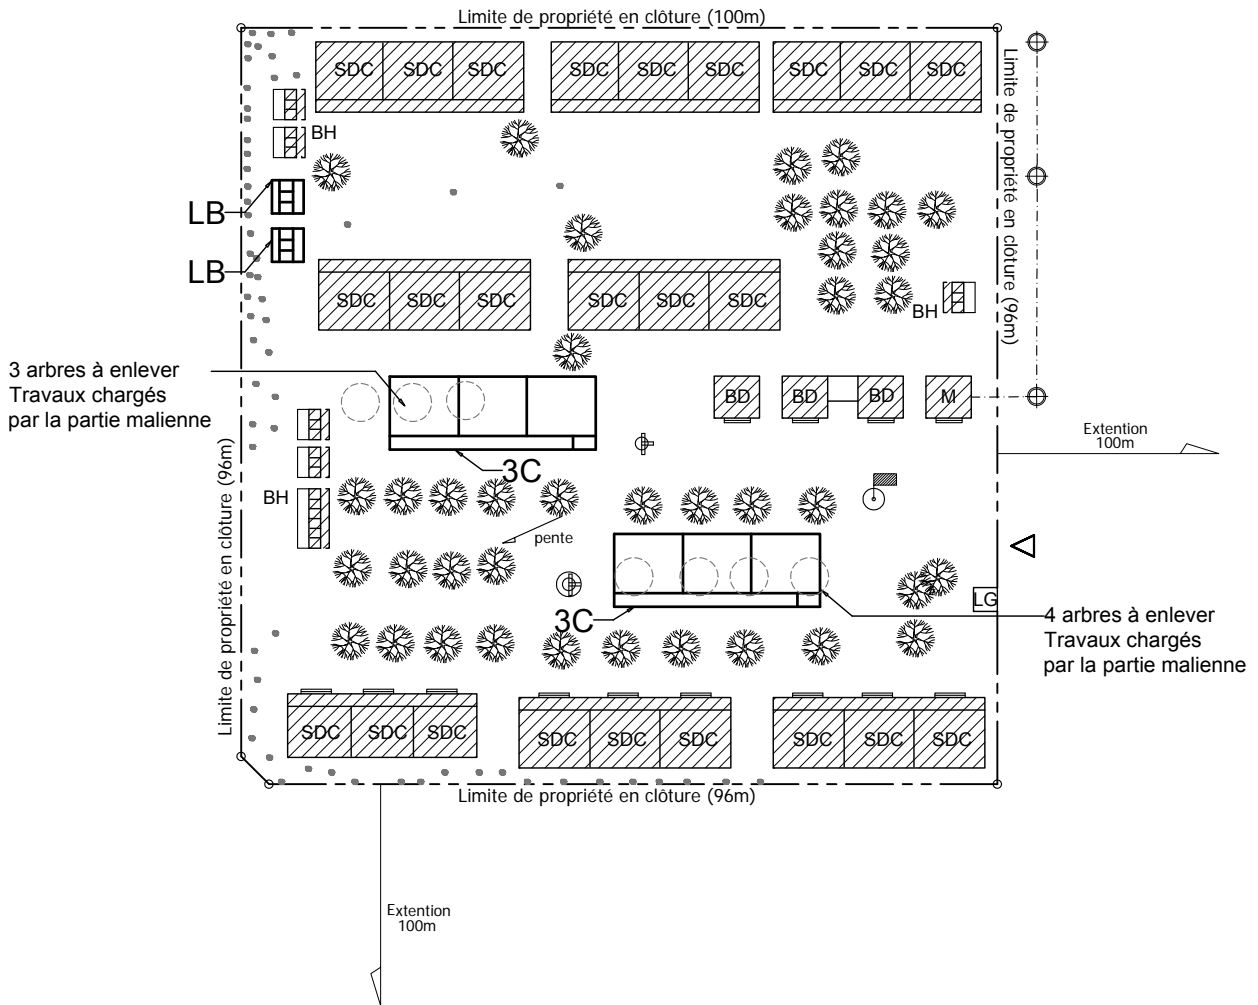 Limite de propriété en clôture (100m)
SDC SDC SDC SDC SDC SDC SDC SDC SDC
Limite de propriété en clôture (96m)
BH
LB
LB
SDC SDC SDC SDC SDC SDC
BH
3 arbres à enlever
Travaux chargés
par la partie malienne
BD BD BD M
Extention
100m
3C
Limite de propriété en clôture (96m)
BH
pente
LG
3C
4 arbres à enlever
Travaux chargés
par la partie malienne
SDC SDC SDC SDC SDC SDC SDC SDC SDC
Limite de propriété en clôture (96m)
Extention
100m